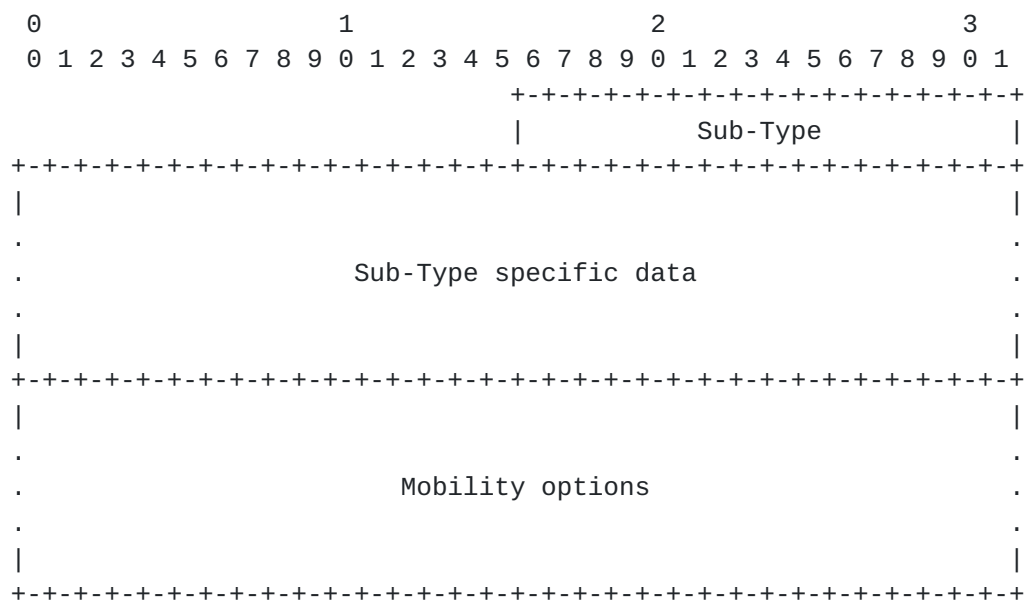 0                   1                   2                   3
 0 1 2 3 4 5 6 7 8 9 0 1 2 3 4 5 6 7 8 9 0 1 2 3 4 5 6 7 8 9 0 1
                                +-+-+-+-+-+-+-+-+-+-+-+-+-+-+-+-+
                                |           Sub-Type            |
+-+-+-+-+-+-+-+-+-+-+-+-+-+-+-+-+-+-+-+-+-+-+-+-+-+-+-+-+-+-+-+-+
|                                                               |
.                                                               .
.                     Sub-Type specific data                    .
.                                                               .
|                                                               |
+-+-+-+-+-+-+-+-+-+-+-+-+-+-+-+-+-+-+-+-+-+-+-+-+-+-+-+-+-+-+-+-+
|                                                               |
.                                                               .
.                        Mobility options                       .
.                                                               .
|                                                               |
+-+-+-+-+-+-+-+-+-+-+-+-+-+-+-+-+-+-+-+-+-+-+-+-+-+-+-+-+-+-+-+-+